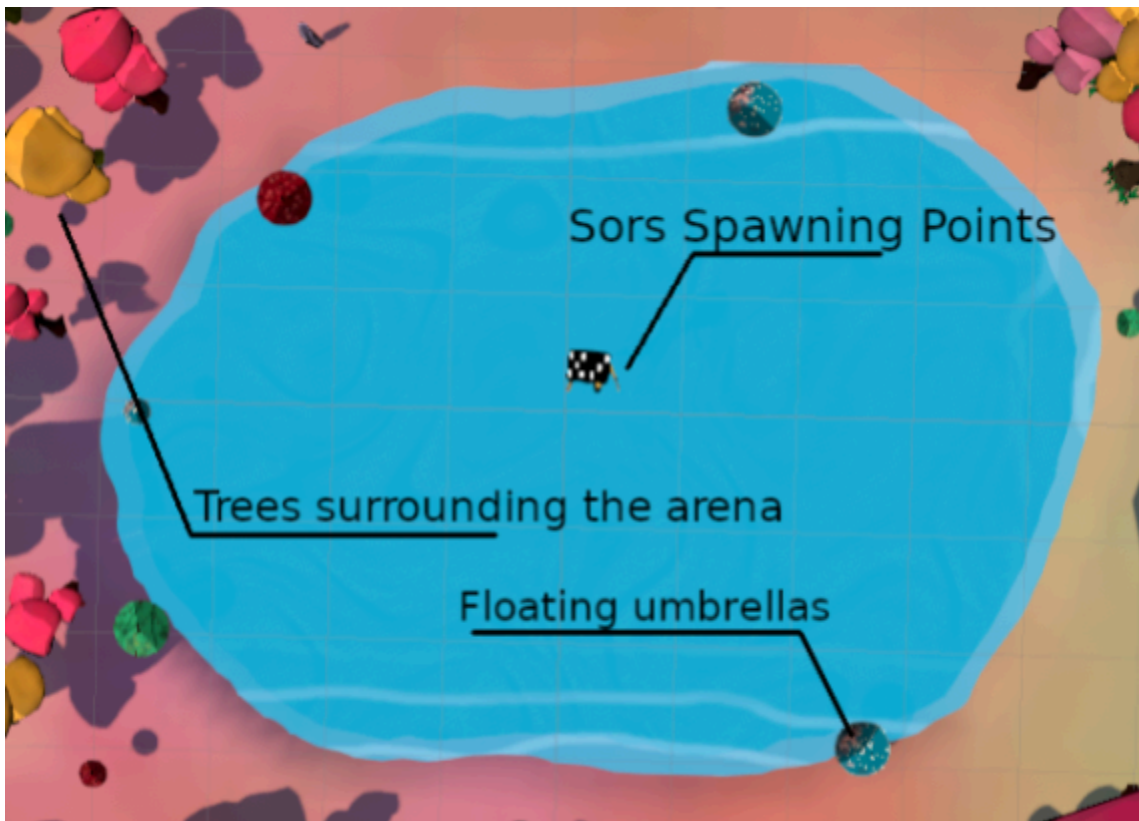 Sors Spawning Points
Trees surrounding the arena
Floating umbrellas